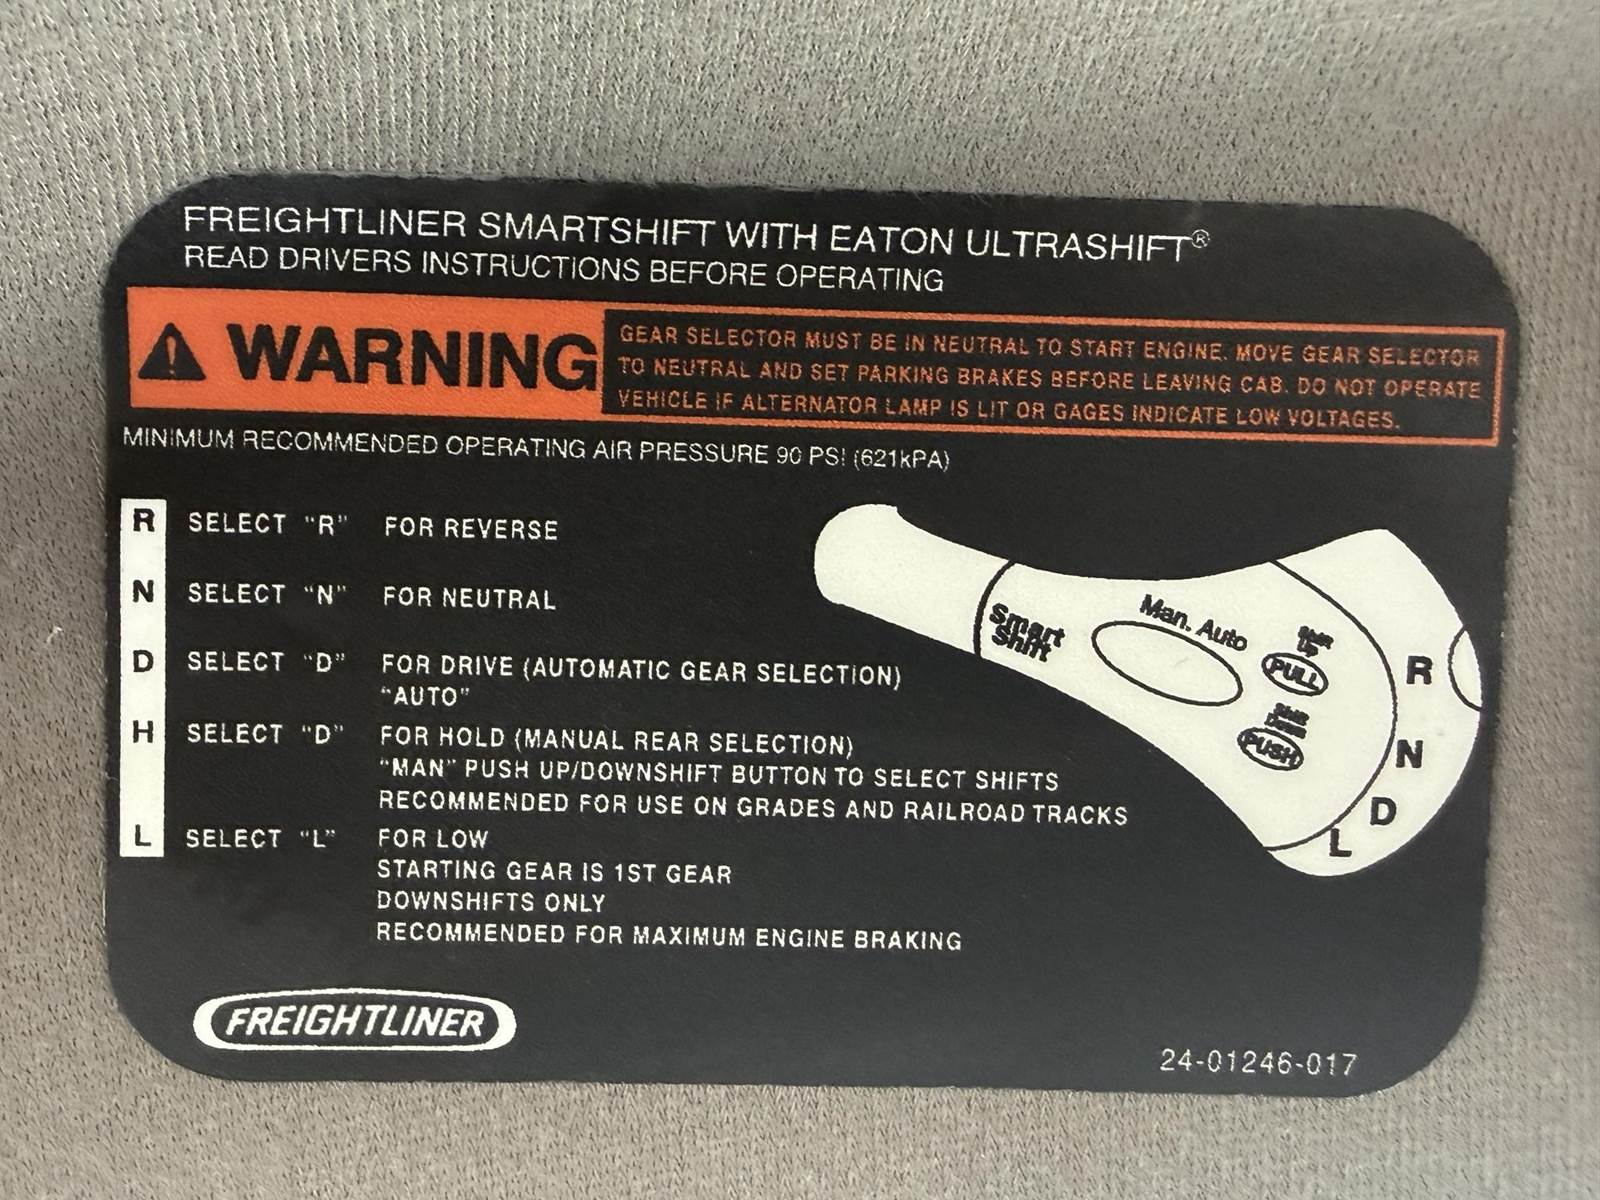 FREIGHTLINER SMARTSHIFT WITH EATON ULTRASHIFT®
READ DRIVERS INSTRUCTIONS BEFORE OPERATING
WARNING
GEAR SELECTOR MUST BE IN NEUTRAL TO START ENGINE. MOVE GEAR SELECTOR
TO NEUTRAL AND SET PARKING BRAKES BEFORE LEAVING CAB. DO NOT OPERATE
VEHICLE IF ALTERNATOR LAMP IS LIT OR GAGES INDICATE LOW VOLTAGES.
MINIMUM RECOMMENDED OPERATING AIR PRESSURE 90 PSI (621kPA)
R SELECT "R" FOR REVERSE
N SELECT "N" FOR NEUTRAL
D SELECT "D" FOR DRIVE (AUTOMATIC GEAR SELECTION)
"AUTO"
H SELECT "D" FOR HOLD (MANUAL REAR SELECTION)
"MAN" PUSH UP/DOWNSHIFT BUTTON TO SELECT SHIFTS
RECOMMENDED FOR USE ON GRADES AND RAILROAD TRACKS
L SELECT "L" FOR LOW
STARTING GEAR IS 1ST GEAR
DOWNSHIFTS ONLY
RECOMMENDED FOR MAXIMUM ENGINE BRAKING
Smart
Shift
Man. Auto
Shift
UP
PULL
Shift
Down
PUSH
R
N
D
L
FREIGHTLINER
24-01246-017